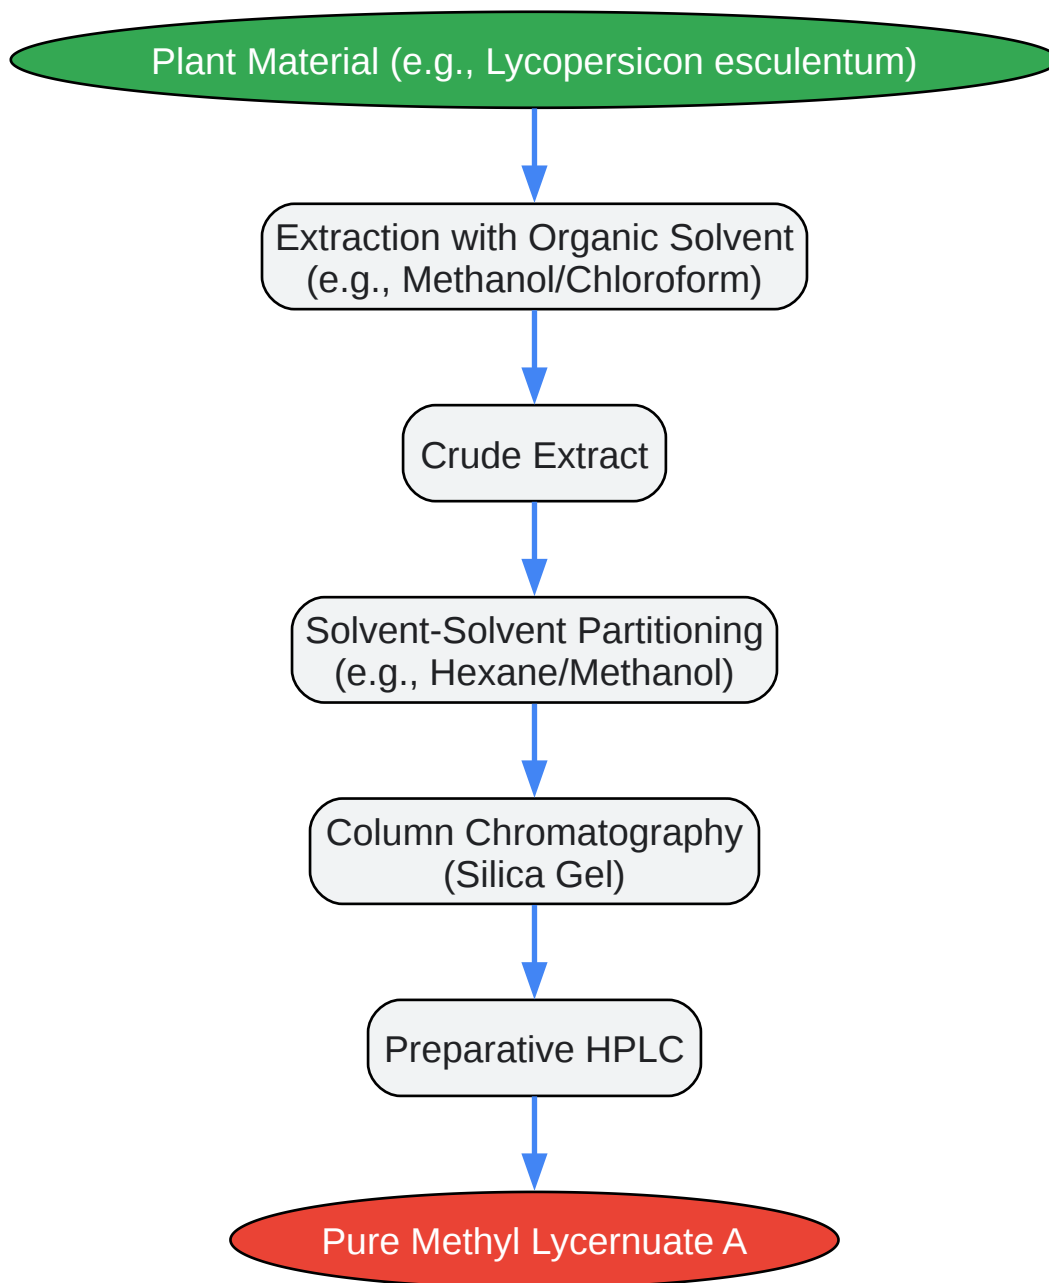 Plant Material (e.g., Lycopersicon esculentum)
Extraction with Organic Solvent
(e.g., Methanol/Chloroform)
Crude Extract
Solvent-Solvent Partitioning
(e.g., Hexane/Methanol)
Column Chromatography
(Silica Gel)
Preparative HPLC
Pure Methyl Lycernuate A